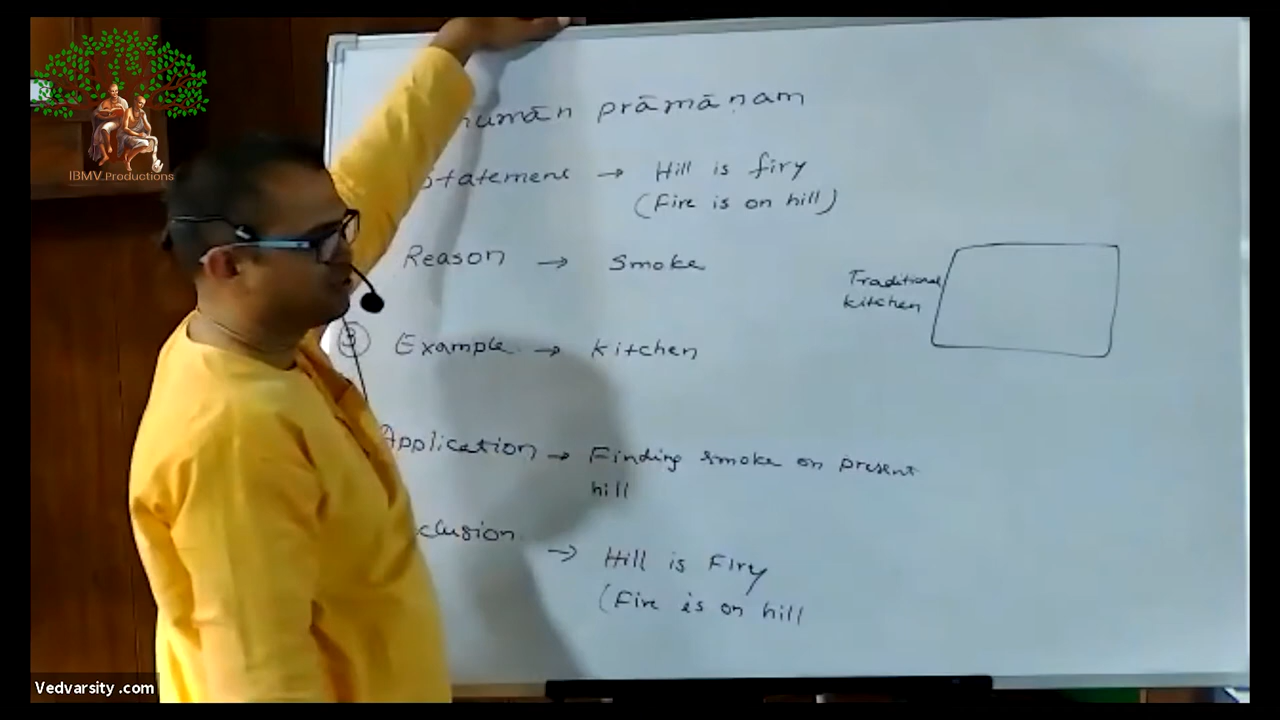 IBMV.Productions
numān prāmāṇam
Statement → Hill is firy
(Fire is on hill)
Reason → Smoke
Traditional
kitchen
③ Example → kitchen
Application → Finding smoke on present
hill
clusion → Hill is Firy
(Fire is on hill
Vedvarsity .com